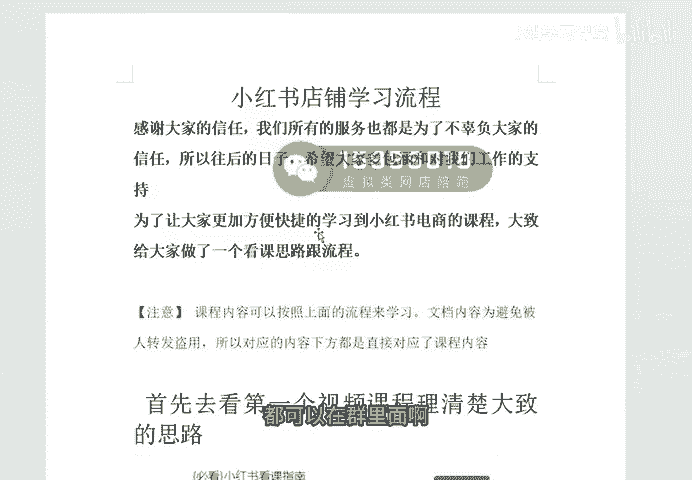 小红书店铺学习流程
感谢大家的信任，我们所有的服务也都是为了不辜负大家的
信任，所以往后的日子，希望大家 对我们工作的支
持
虚拟类网店陪跑
为了让大家更加方便快捷的学习到小红书电商的课程，大致
给大家做了一个看课思路跟流程。
【注意】 课程内容可以按照上面的流程来学习。文档内容为避免被
人转发盗用，所以对应的内容下方都是直接对应了课程内容
首先去看第一个视频课程理清楚大致
的思路
都可以在群里面啊
(必看)小红书看课指南